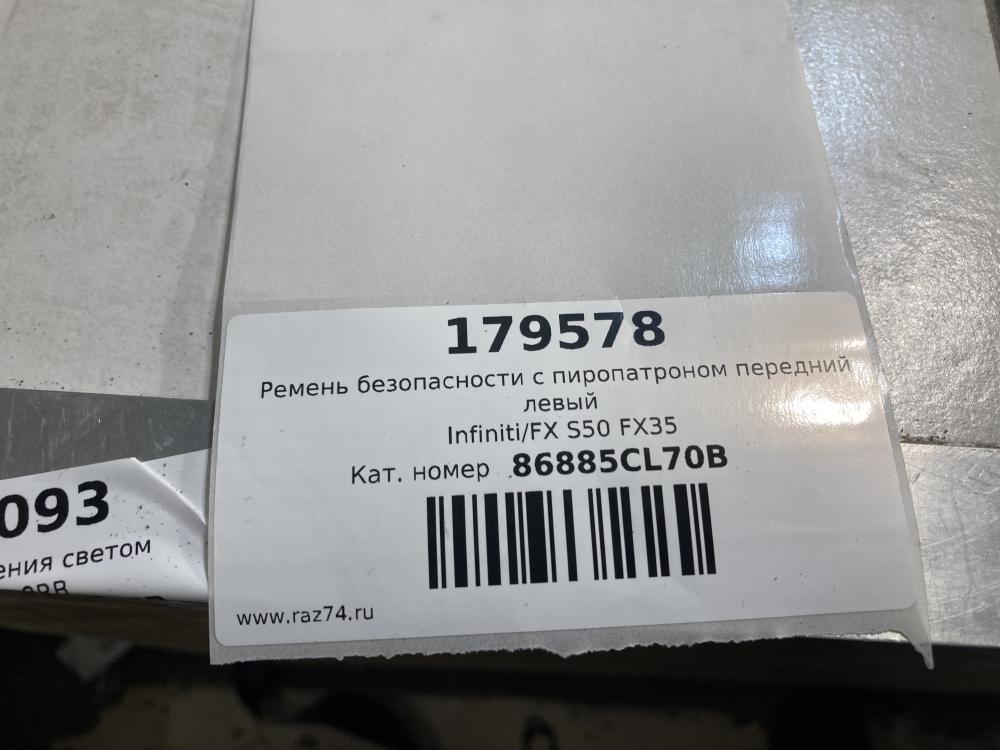 179578
Ремень безопасности с пиропатроном передний
левый
Infiniti/FX S50 FX35
Кат. номер 86885CL70B
www.raz74.ru
093
ения светом